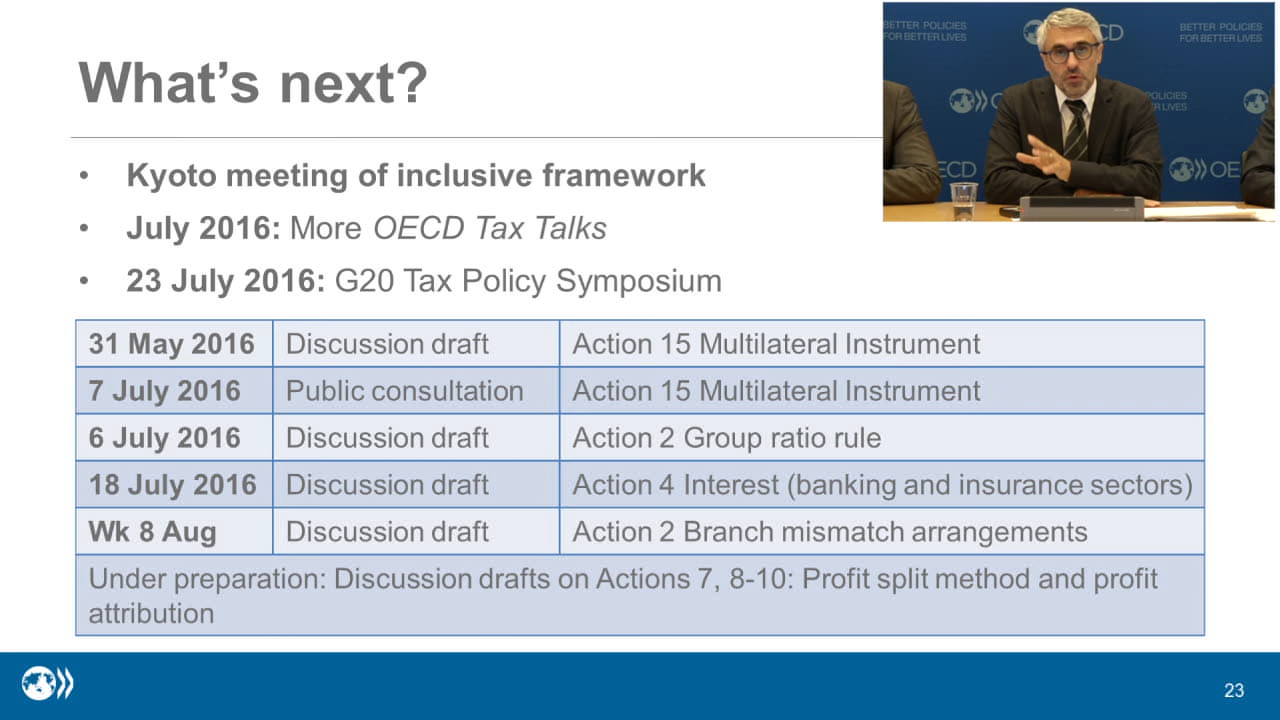 What's next?
• Kyoto meeting of inclusive framework
• July 2016: More OECD Tax Talks
• 23 July 2016: G20 Tax Policy Symposium
31 May 2016 Discussion draft Action 15 Multilateral Instrument
7 July 2016 Public consultation Action 15 Multilateral Instrument
6 July 2016 Discussion draft Action 2 Group ratio rule
18 July 2016 Discussion draft Action 4 Interest (banking and insurance sectors)
Wk 8 Aug Discussion draft Action 2 Branch mismatch arrangements
Under preparation: Discussion drafts on Actions 7, 8-10: Profit split method and profit
attribution
23
BETTER POLICIES
FOR BETTER LIVES
CD
BETTER POLICIES
FOR BETTER LIVES
POLICIES
R LIVES
ECD
OE